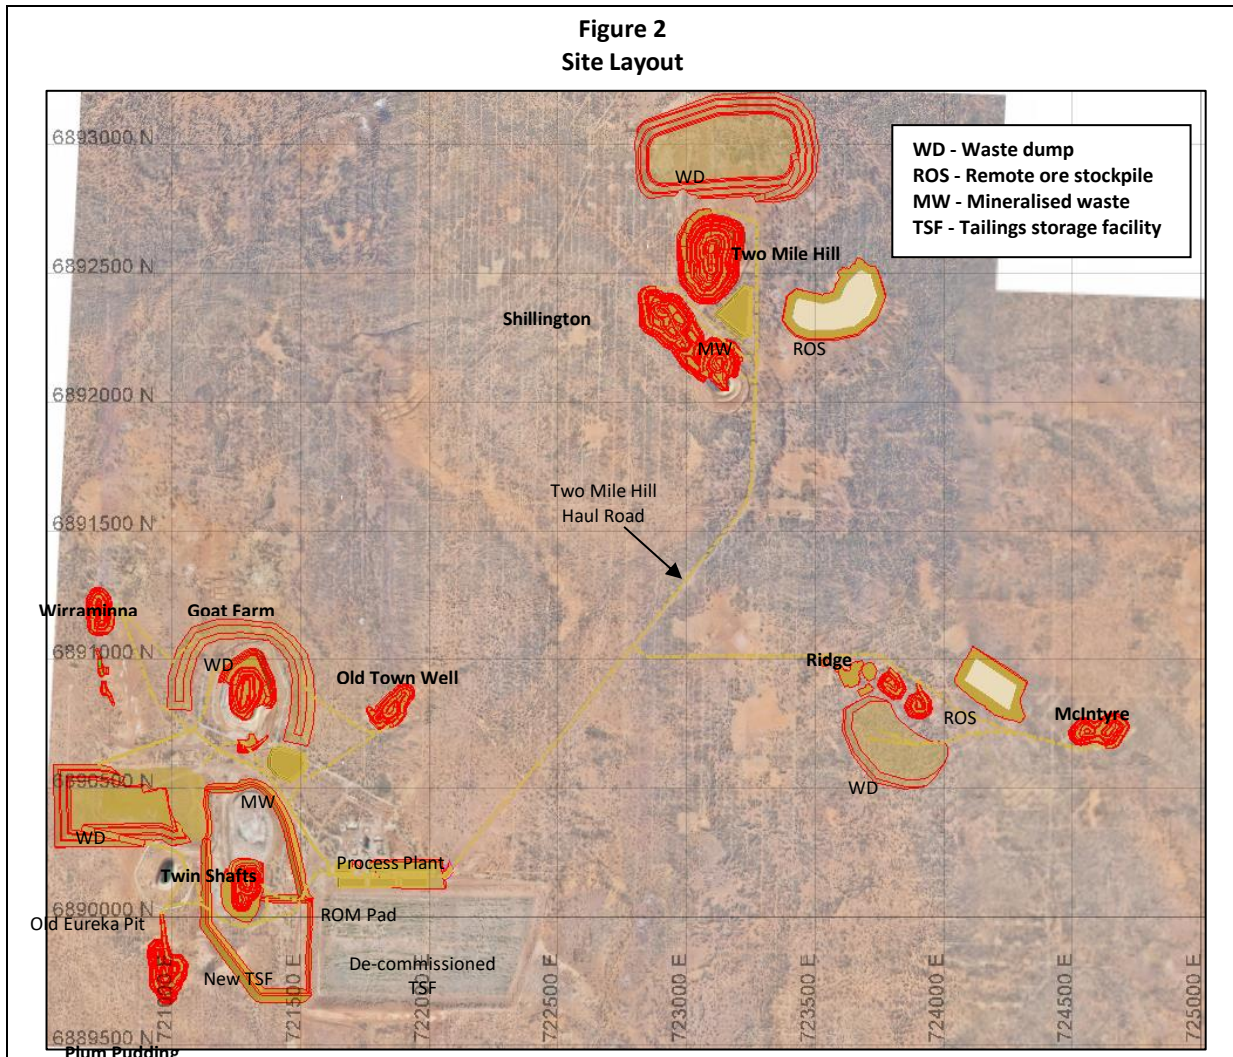 Figure 2
Site Layout
6893000 N
WD
WD - Waste dump
ROS - Remote ore stockpile
MW - Mineralised waste
TSF - Tailings storage facility
6892500 N
Two Mile Hill
Shillington
MW
ROS
6892000 N
Two Mile Hill
Haul Road
6891500 N
Wirraminna
Goat Farm
6891000 N
WD
Old Town Well
Ridge
ROS
McIntyre
6890500 N
MW
WD
WD
Twin Shafts
Process Plant
6890000 N
Old Eureka Pit
ROM Pad
New TSF
De-commissioned
TSF
721000 E
721500 E
722000 E
722500 E
723000 E
723500 E
724000 E
724500 E
725000 E
6889500 N
Plum Pudding